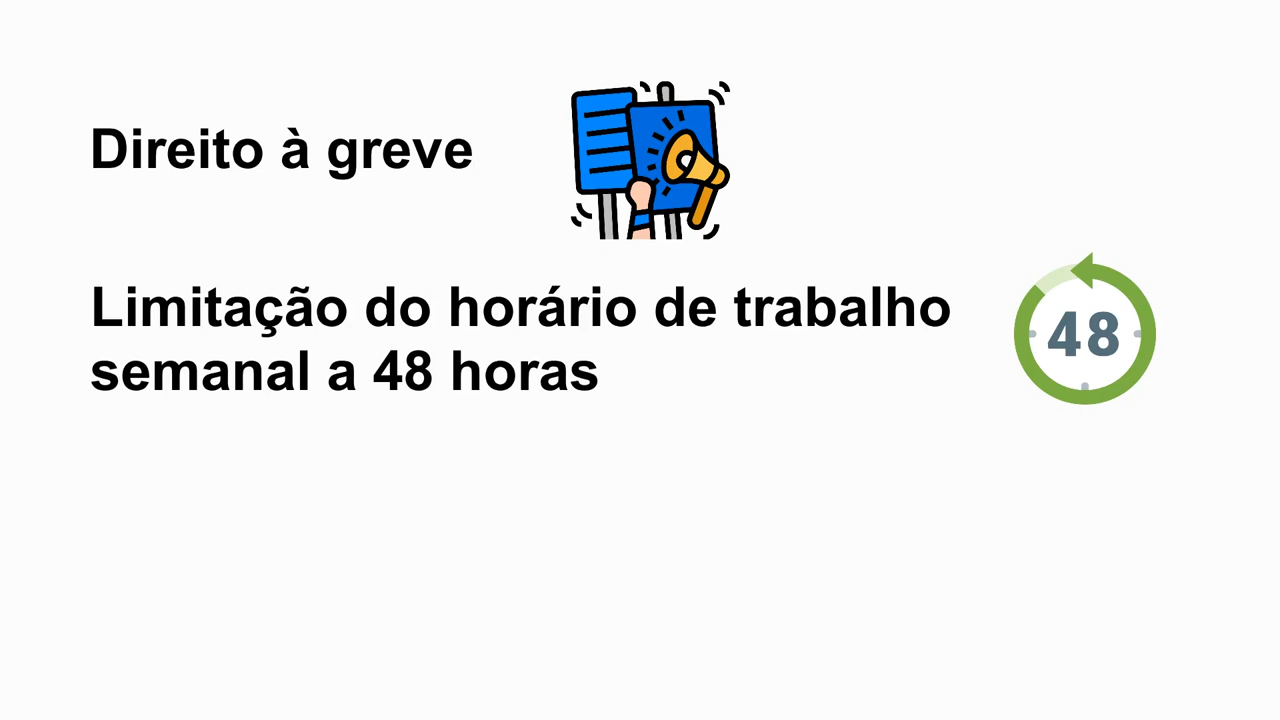 Direito à greve
Limitação do horário de trabalho
semanal a 48 horas
48